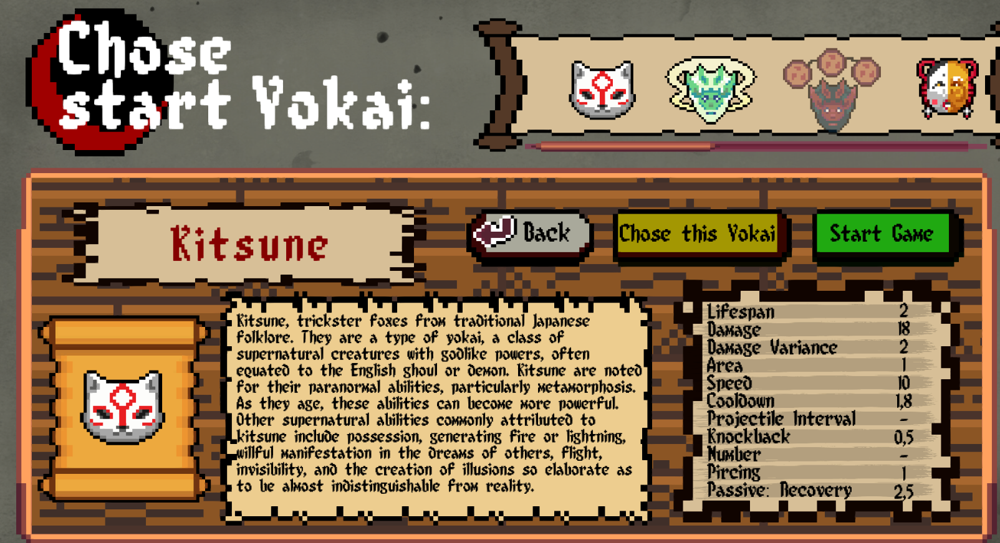 Chose
start Yokai:
Kitsune
Back
Chose this Yokai
Start Game
Kitsune, trickster foxes from traditional Japanese
folklore. They are a type of yokai, a class of
supernatural creatures with godlike powers, often
equated to the English ghoul or demon. Kitsune are noted
for their paranormal abilities, particularly metamorphosis.
As they age, these abilities can become more powerful.
Other supernatural abilities commonly attributed to
kitsune include possession, generating fire or lightning,
willful manifestation in the dreams of others, flight,
invisibility, and the creation of illusions so elaborate as
to be almost indistinguishable from reality.
Lifespan 2
Damage 18
Damage Variance 2
Area 1
Speed 10
Cooldown 1,8
Projectile Interval -
Knockback 0,5
Number -
Pircing 1
Passive: Recovery 2,5